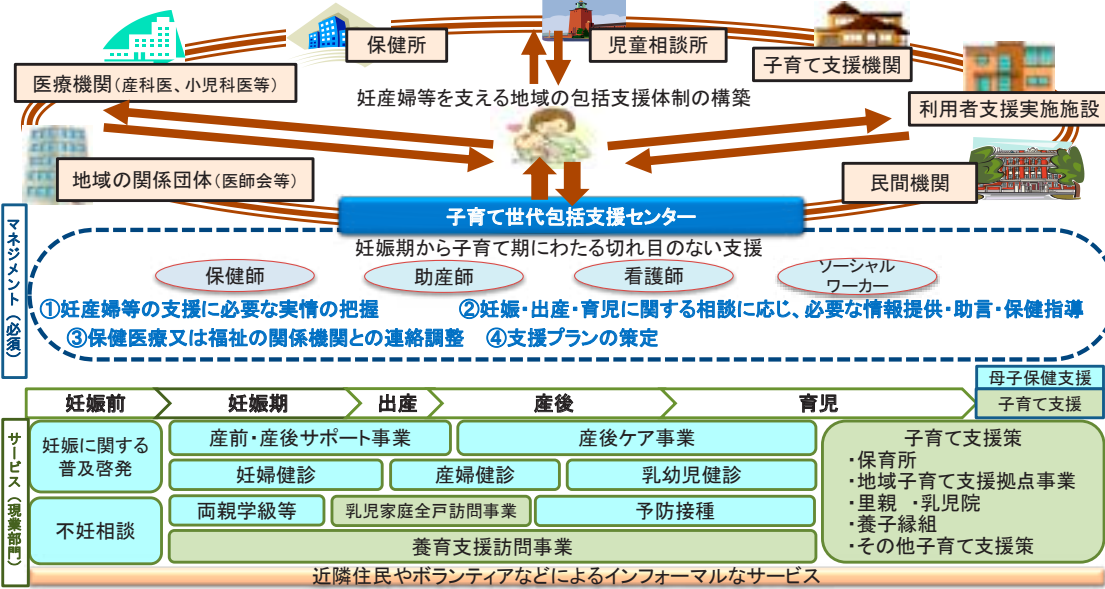 保健所
児童相談所
子育て支援機関
医療機関(産科医、小児科医等)
妊産婦等を支える地域の包括支援体制の構築
利用者支援実施施設
地域の関係団体(医師会等)
民間機関
子育て世代包括支援センター
妊娠期から子育て期にわたる切れ目のない支援
マネジメント(必須)
保健師
助産師
看護師
ソーシャル
ワーカー
①妊産婦等の支援に必要な実情の把握
②妊娠・出産・育児に関する相談に応じ、必要な情報提供・助言・保健指導
③保健医療又は福祉の関係機関との連絡調整
④支援プランの策定
母子保健支援
子育て支援
妊娠前
妊娠期
出産
産後
育児
サービス(現業部門)
妊娠に関する
普及啓発
産前・産後サポート事業
産後ケア事業
妊婦健診
産婦健診
乳幼児健診
不妊相談
両親学級等
乳児家庭全戸訪問事業
予防接種
養育支援訪問事業
子育て支援策
・保育所
・地域子育て支援拠点事業
・里親 ・乳児院
・養子縁組
・その他子育て支援策
近隣住民やボランティアなどによるインフォーマルなサービス